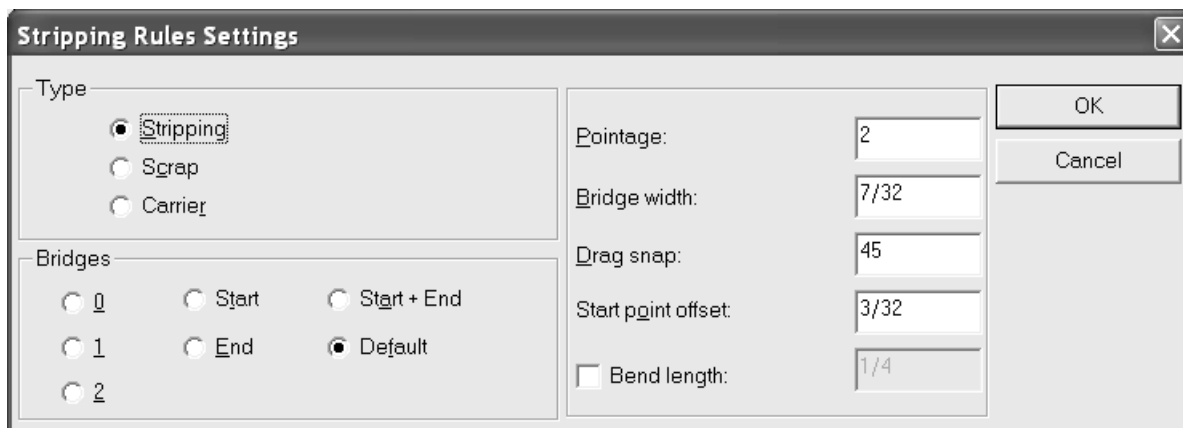 Stripping Rules Settings
Type
Stripping
Scrap
Carrier
Bridges
0
Start
Start + End
1
End
Default
2
Pointage:
2
Bridge width:
7/32
Drag snap:
45
Start point offset:
3/32
Bend length:
1/4
OK
Cancel